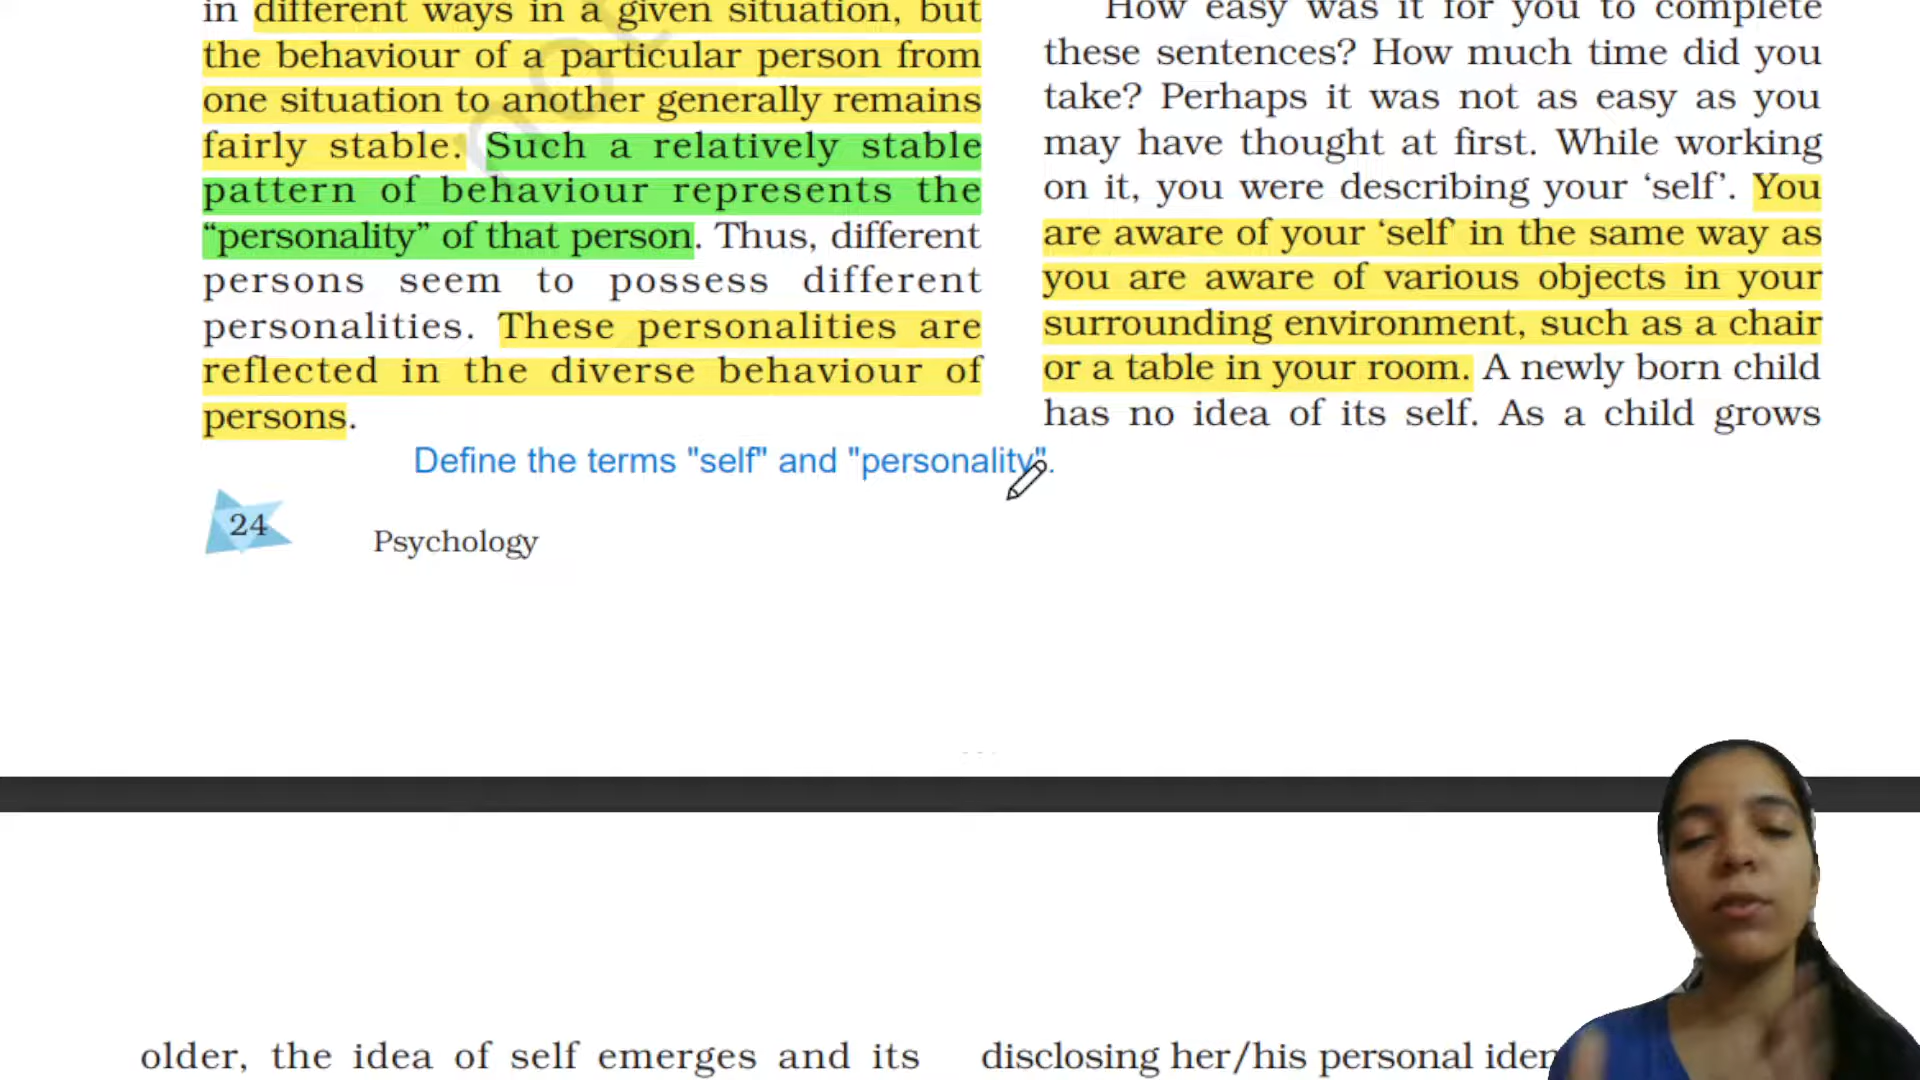 in different ways in a given situation, but
the behaviour of a particular person from
one situation to another generally remains
fairly stable. Such a relatively stable
pattern of behaviour represents the
“personality” of that person. Thus, different
persons seem to possess different
personalities. These personalities are
reflected in the diverse behaviour of
persons.
How easy was it for you to complete
these sentences? How much time did you
take? Perhaps it was not as easy as you
may have thought at first. While working
on it, you were describing your ‘self’. You
are aware of your ‘self’ in the same way as
you are aware of various objects in your
surrounding environment, such as a chair
or a table in your room. A newly born child
has no idea of its self. As a child grows
Define the terms "self" and "personality".
24
Psychology
older, the idea of self emerges and its
disclosing her/his personal
not